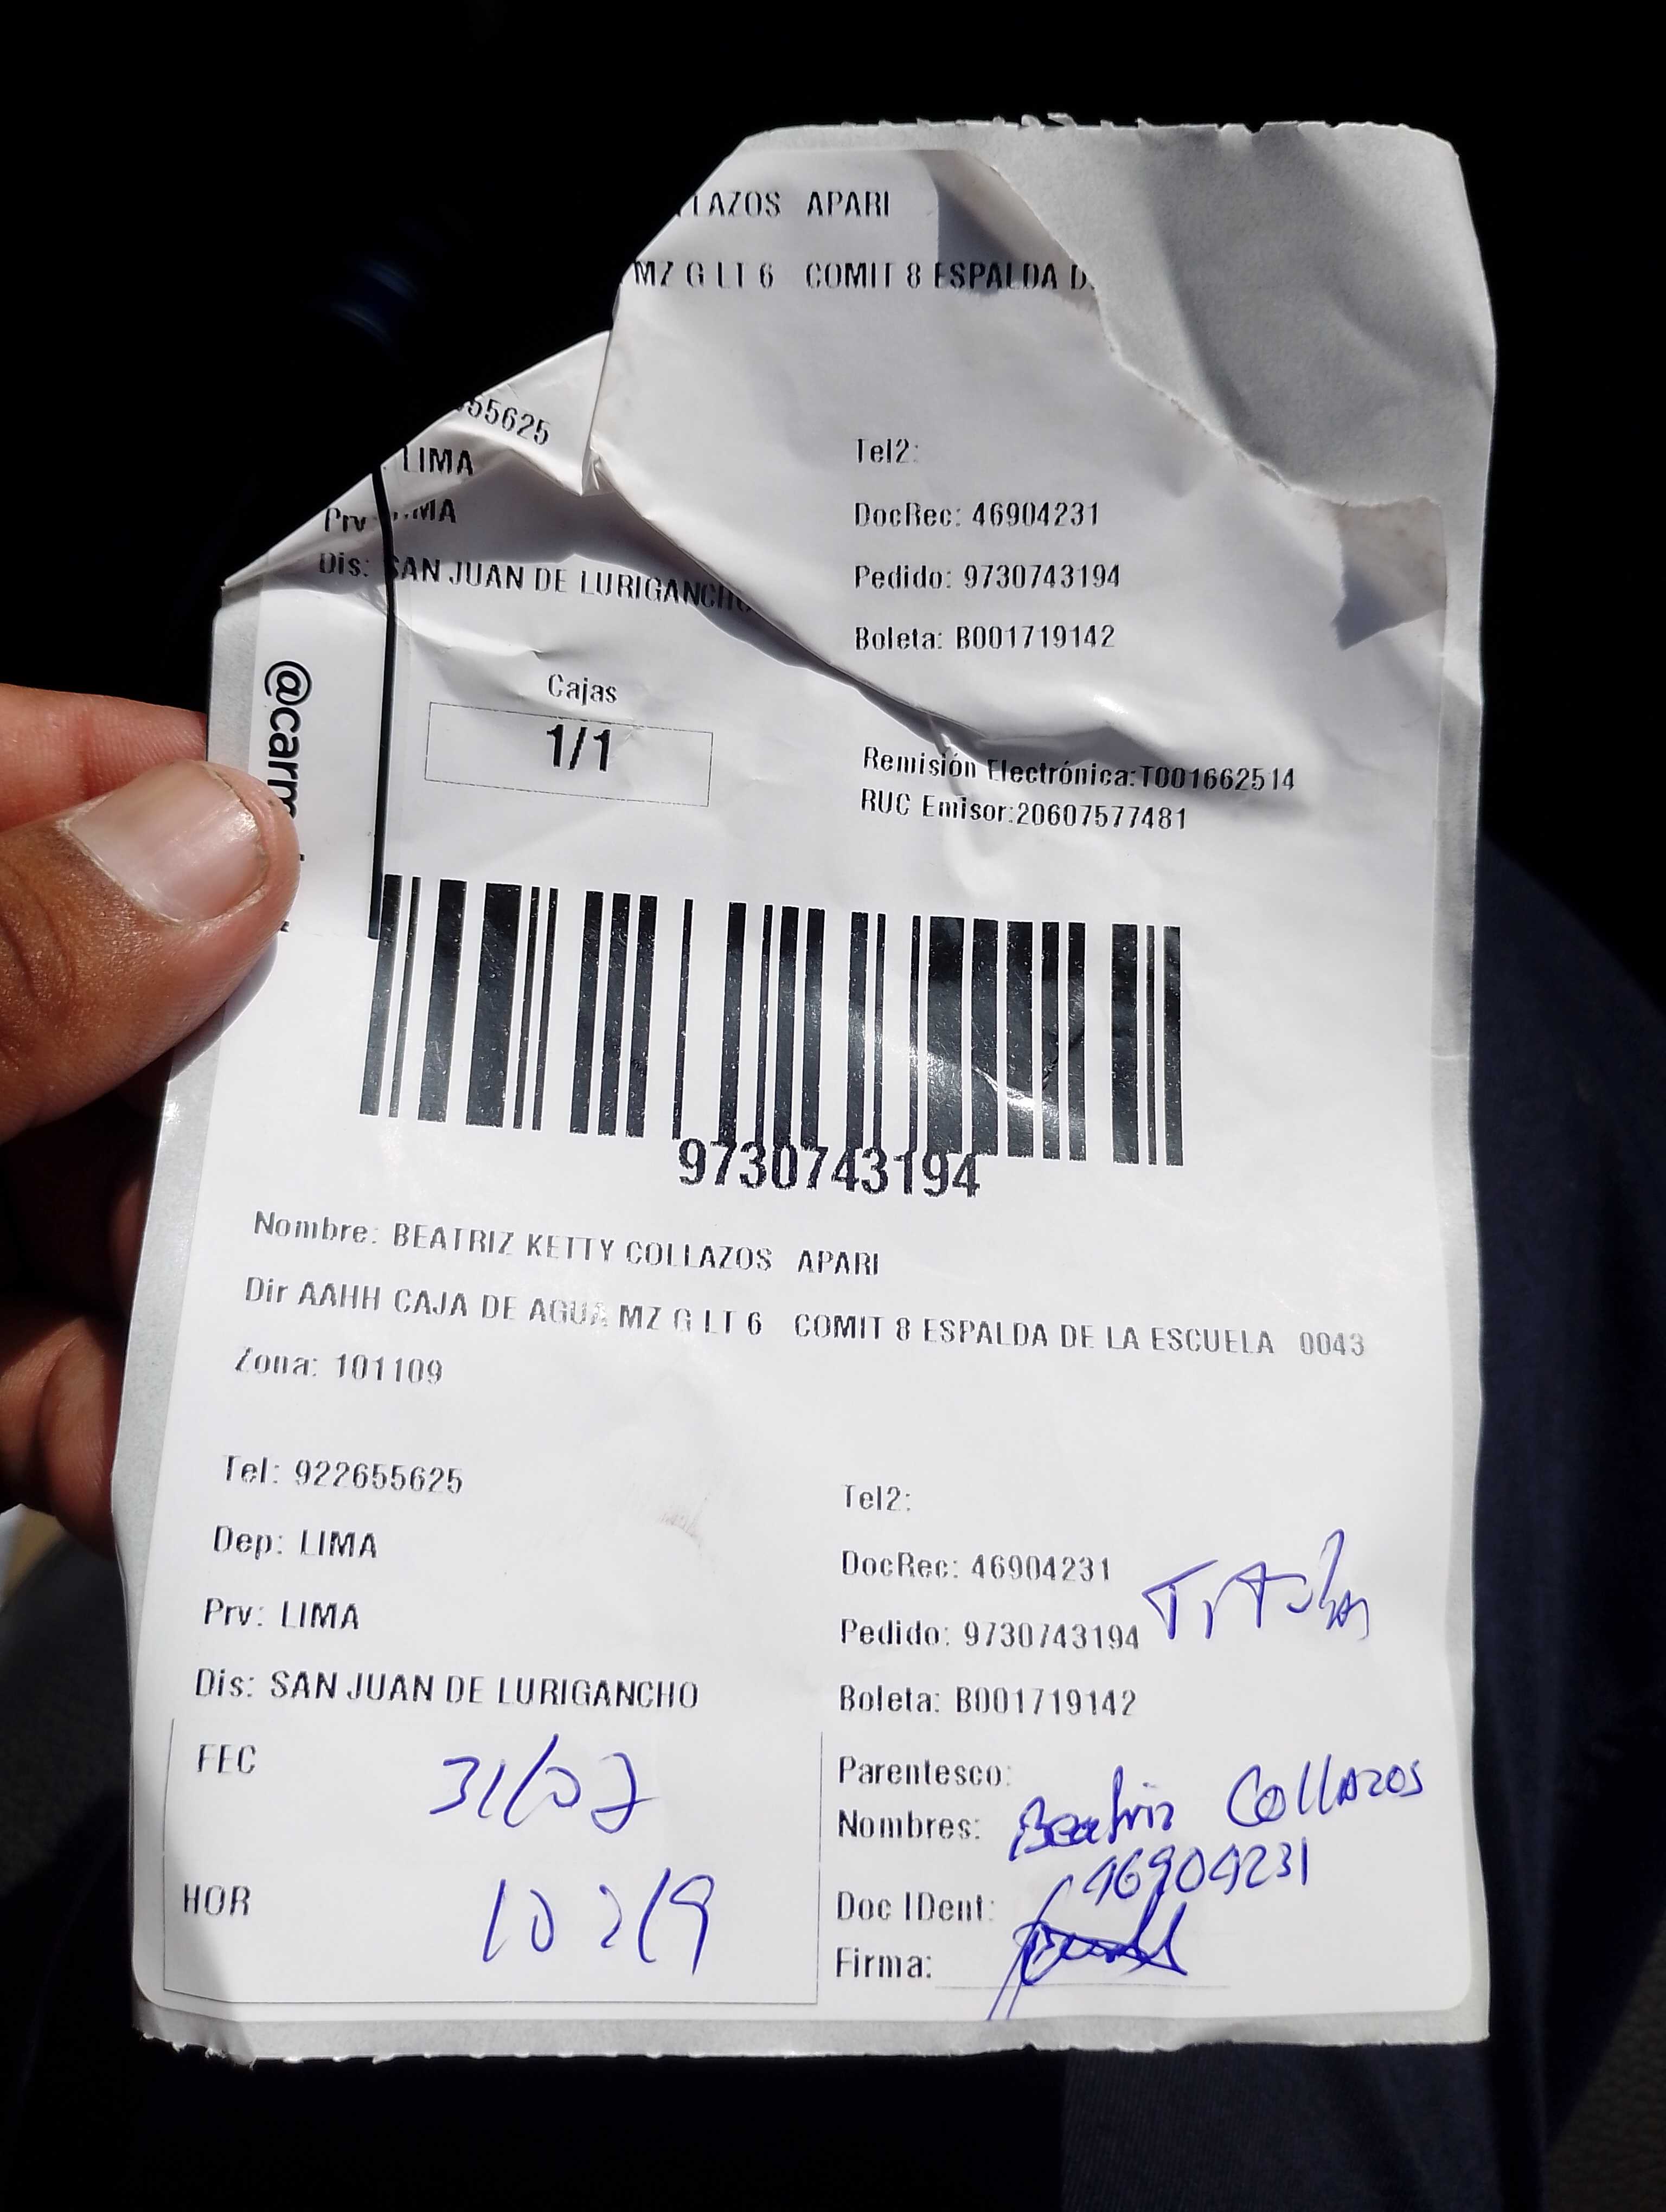 LAZOS APARI
MZ G LT 6 COMIT 8 ESPALDA D
55625
LIMA
Prv MA
Dis: SAN JUAN DE LURIGANCHO
Tel2:
DocRec: 46904231
Pedido: 9730743194
Boleta: B001719142
@carm
Cajas
1/1
Remisión Electrónica:T001662514
RUC Emisor:20607577481
9730743194
Nombre: BEATRIZ KETTY COLLAZOS APARI
Dir AAHH CAJA DE AGUA MZ G LT 6 COMIT 8 ESPALDA DE LA ESCUELA 0043
Zona: 101109
Tel: 922655625
Dep: LIMA
Prv: LIMA
Dis: SAN JUAN DE LURIGANCHO
Tel2:
DocRec: 46904231
Pedido: 9730743194
Boleta: B001719142
FEC 31/07
HOR
Parentesco:
Nombres: Beatriz Collazos
Doc IDent: 46904231
Firma: